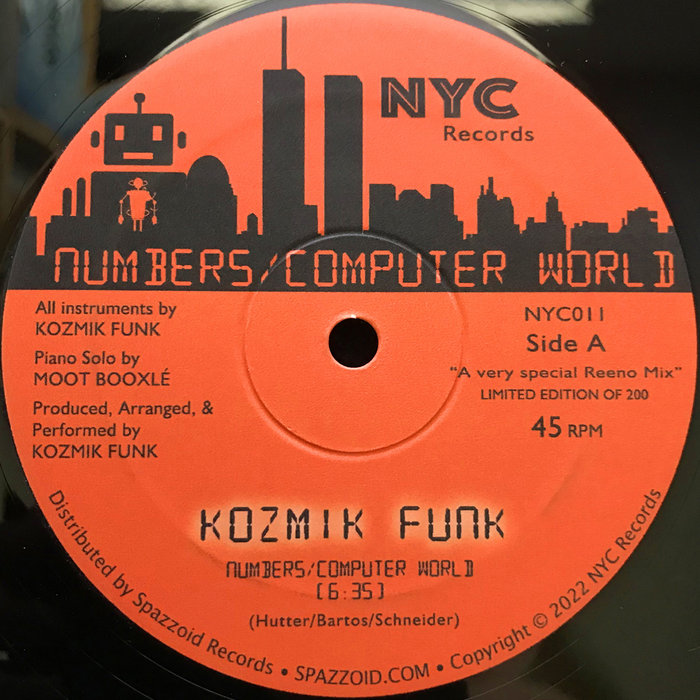 NYC
Records
NUMBERS/COMPUTER WORLD
All instruments by
KOZMIK FUNK
Piano Solo by
MOOT BOOXLÉ
Produced, Arranged, &
Performed by
KOZMIK FUNK
NYC011
Side A
“A very special Reeno Mix”
LIMITED EDITION OF 200
45 RPM
KOZMIK FUNK
NUMBERS/COMPUTER WORLD
[6:35]
(Hutter/Bartos/Schneider)
Distributed by Spazzoid Records • SPAZZOID.COM • Copyright © 2022 NYC Records